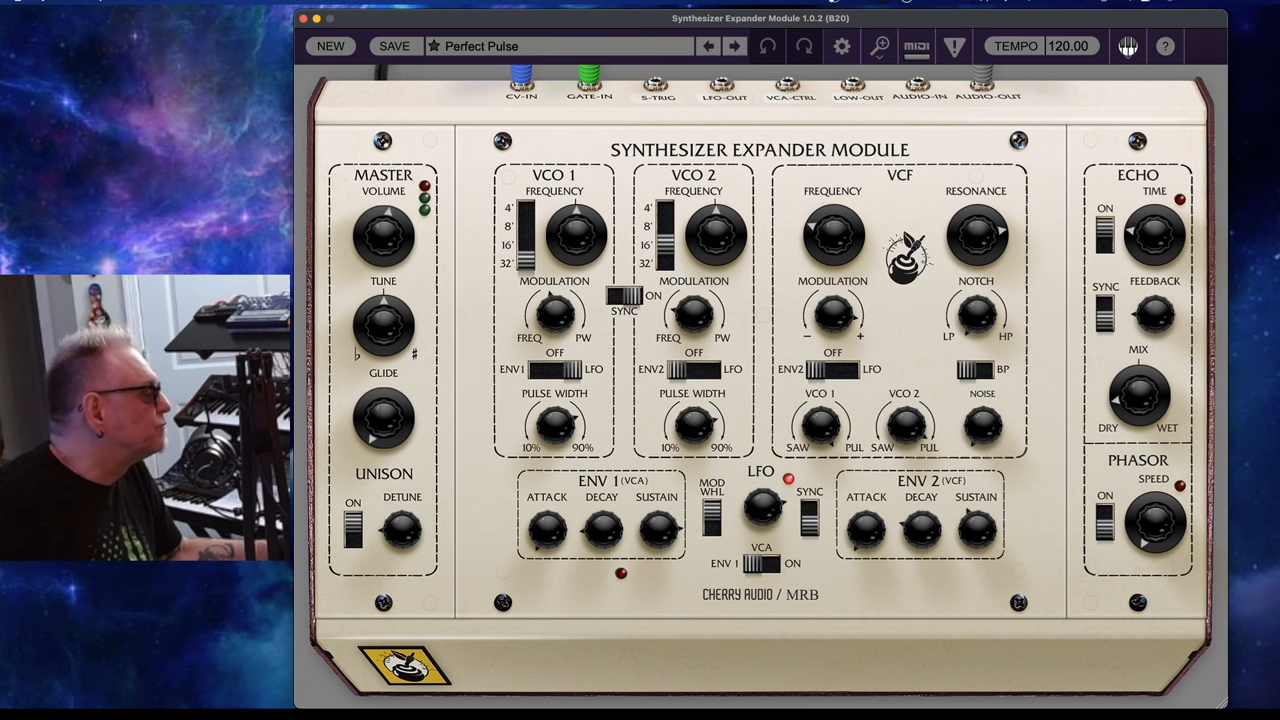 Synthesizer Expander Module 1.0.2 (B20)
NEW SAVE Perfect Pulse MIDI TEMPO 120.00 ?
CV-IN GATE-IN S-TRIG LFO-OUT VCA-CTRL LOW-OUT AUDIO-IN AUDIO-OUT
SYNTHESIZER EXPANDER MODULE
MASTER
VOLUME
TUNE
♭ ♯
GLIDE
UNISON
ON DETUNE
VCO 1
FREQUENCY
4'
8'
16'
32'
MODULATION
FREQ PW
OFF
ENV1 LFO
PULSE WIDTH
10% 90%
ON
SYNC
VCO 2
FREQUENCY
4'
8'
16'
32'
MODULATION
FREQ PW
OFF
ENV2 LFO
PULSE WIDTH
10% 90%
VCF
FREQUENCY RESONANCE
MODULATION NOTCH
− + LP HP
OFF
ENV2 LFO BP
VCO 1 VCO 2 NOISE
SAW PUL SAW PUL
ENV 1 (VCA)
ATTACK DECAY SUSTAIN
LFO
MOD
WHL
SYNC
VCA
ENV 1 ON
ENV 2 (VCF)
ATTACK DECAY SUSTAIN
CHERRY AUDIO / MRB
ECHO
TIME
ON
SYNC FEEDBACK
MIX
DRY WET
PHASOR
SPEED
ON